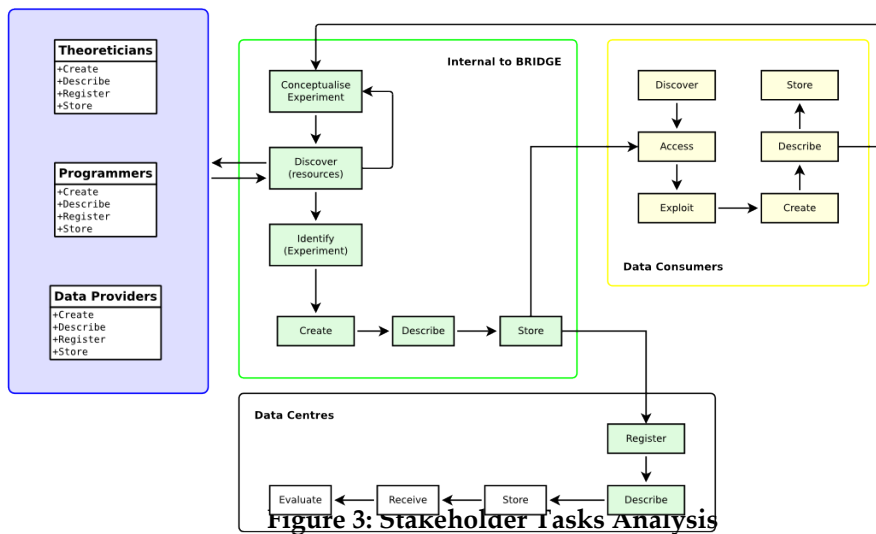 Theoreticians
+Create
+Describe
+Register
+Store
Programmers
+Create
+Describe
+Register
+Store
Data Providers
+Create
+Describe
+Register
+Store
Internal to BRIDGE
Conceptualise
Experiment
Discover
(resources)
Identify
(Experiment)
Create
Describe
Store
Discover
Access
Exploit
Create
Describe
Store
Data Consumers
Data Centres
Register
Describe
Store
Receive
Evaluate
Figure 3: Stakeholder Tasks Analysis